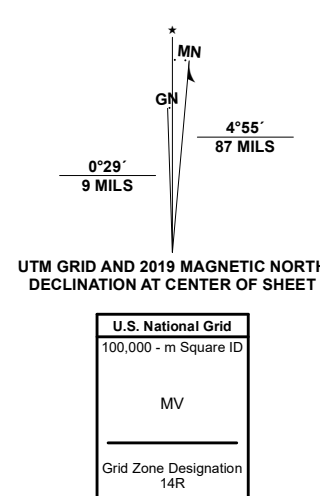 ★
MN
GN
4°55´
87 MILS
0°29´
9 MILS
UTM GRID AND 2019 MAGNETIC NORTH
DECLINATION AT CENTER OF SHEET
U.S. National Grid
100,000 - m Square ID
MV
Grid Zone Designation
14R